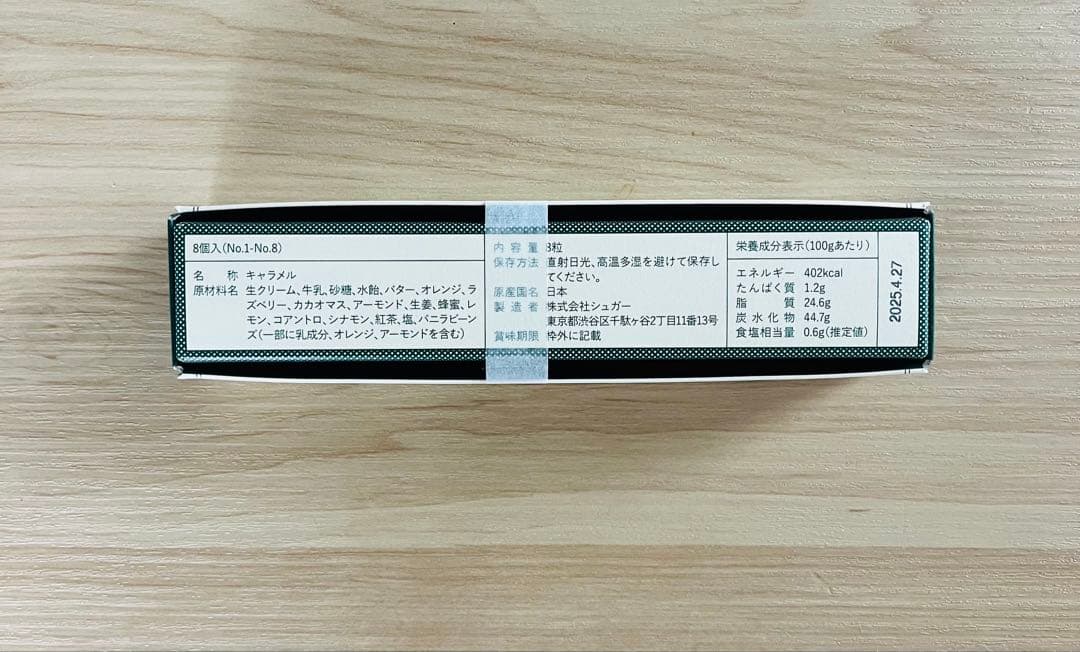 8個入(No.1-No.8)
名　称 キャラメル
原材料名 生クリーム、牛乳、砂糖、水飴、バター、オレンジ、ラ
ズベリー、カカオマス、アーモンド、生姜、蜂蜜、レ
モン、コアントロ、シナモン、紅茶、塩、バニラビーン
ズ(一部に乳成分、オレンジ、アーモンドを含む)
内容量 8粒
保存方法 直射日光、高温多湿を避けて保存し
てください。
原産国名 日本
製造者 株式会社シュガー
東京都渋谷区千駄ヶ谷2丁目11番13号
賞味期限 枠外に記載
栄養成分表示(100gあたり)
エネルギー 402kcal
たんぱく質 1.2g
脂　質 24.6g
炭水化物 44.7g
食塩相当量 0.6g(推定値)
2025.4.27